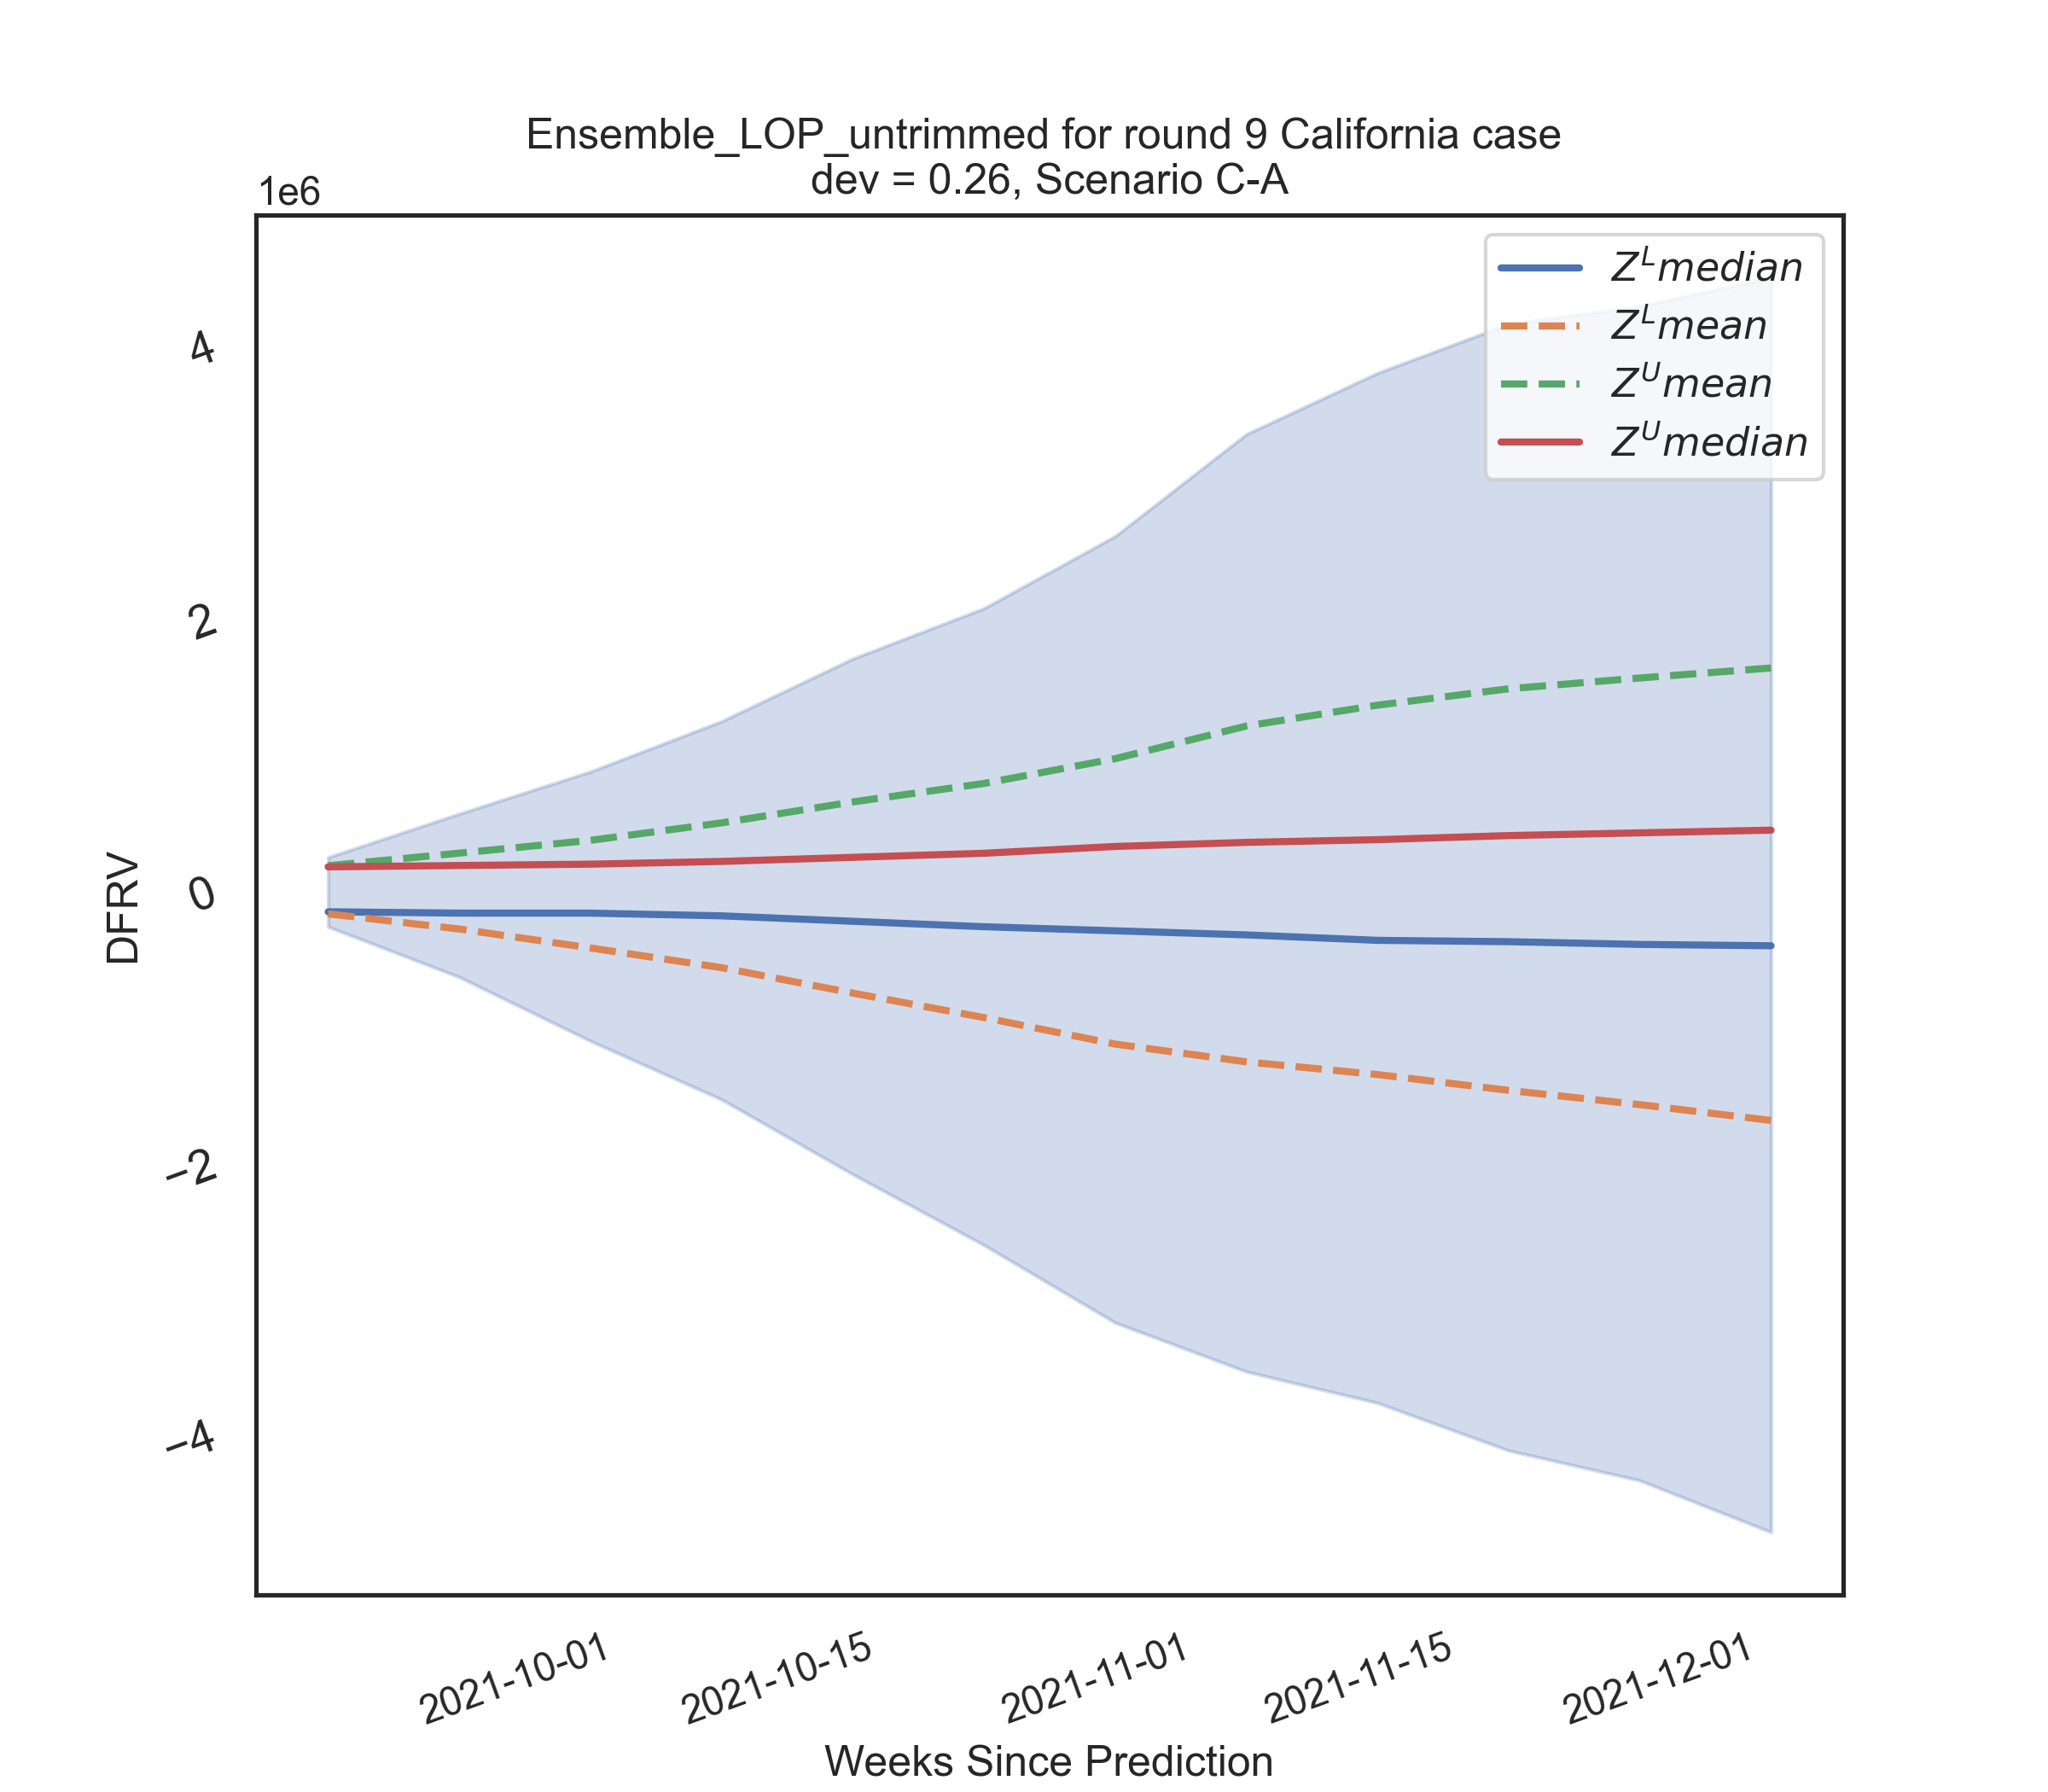 Ensemble_LOP_untrimmed for round 9 California case
dev = 0.26, Scenario C-A
1e6
Z^L median
Z^L mean
Z^U mean
Z^U median
4
2
0
−2
−4
DFRV
2021-10-01
2021-10-15
2021-11-01
2021-11-15
2021-12-01
Weeks Since Prediction